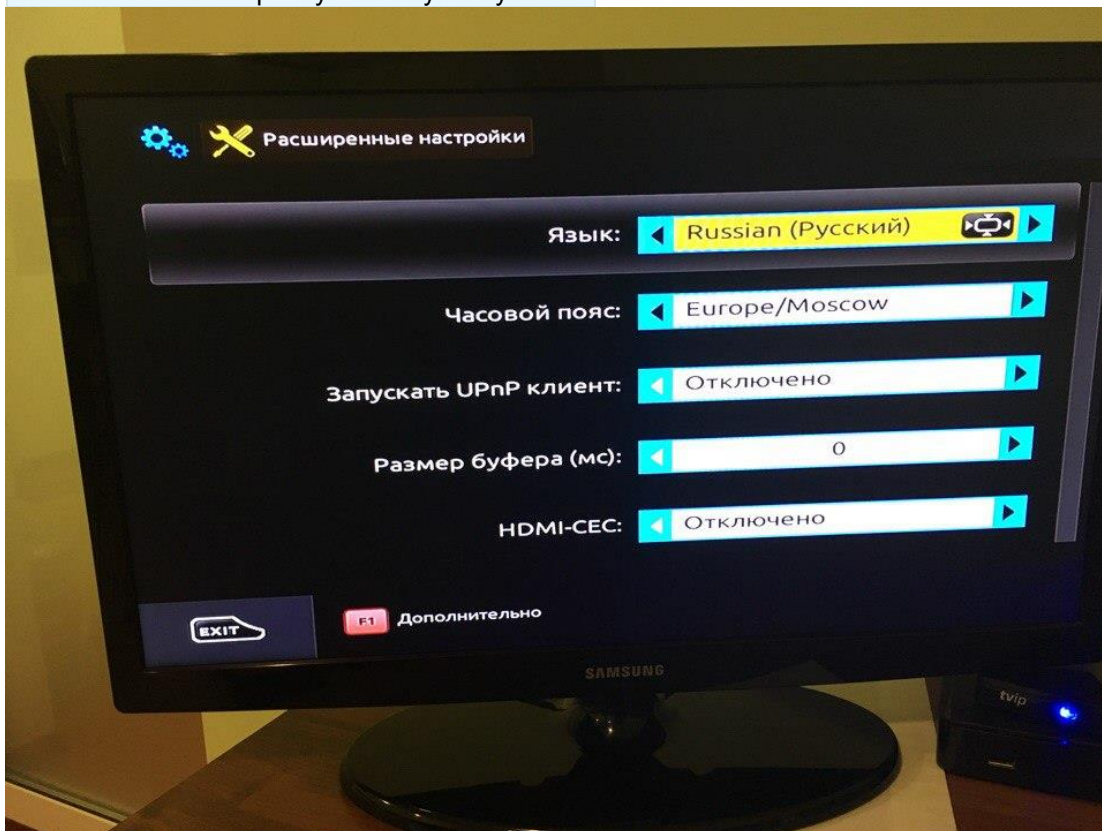 Расширенные настройки
Язык: Russian (Русский)
Часовой пояс: Europe/Moscow
Запускать UPnP клиент: Отключено
Размер буфера (мс): 0
HDMI-CEC: Отключено
EXIT F1 Дополнительно
SAMSUNG
tvip